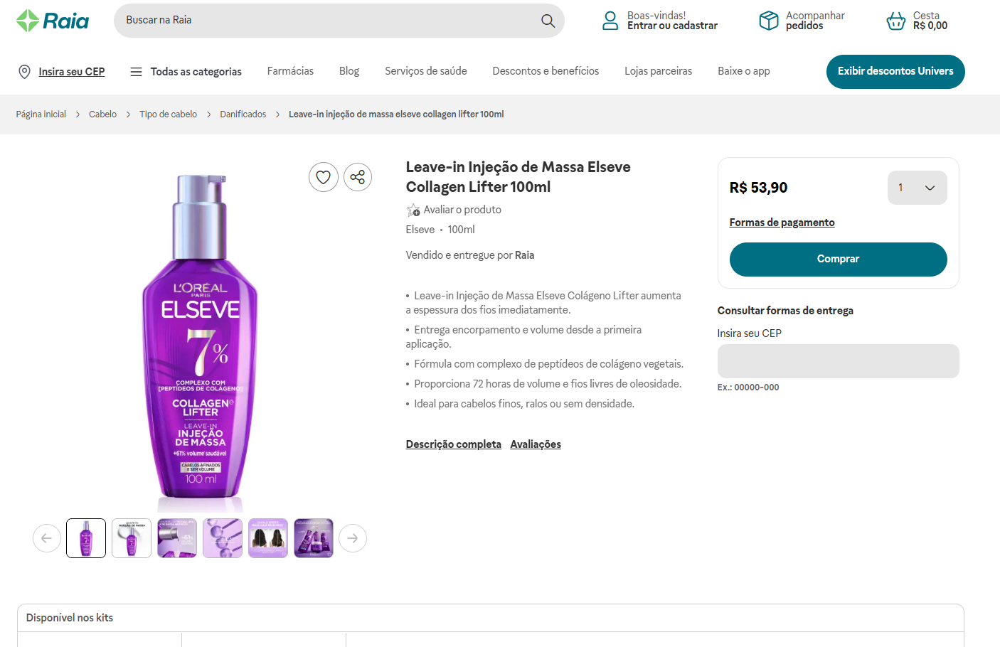 Raia
Buscar na Raia
Boas-vindas!
Entrar ou cadastrar
Acompanhar
pedidos
Cesta
R$ 0,00
Insira seu CEP
Todas as categorias
Farmácias
Blog
Serviços de saúde
Descontos e benefícios
Lojas parceiras
Baixe o app
Exibir descontos Univers
Página inicial > Cabelo > Tipo de cabelo > Danificados > Leave-in injeção de massa elseve collagen lifter 100ml
L'ORÉAL
PARIS
ELSEVE
7%
COMPLEXO COM
[PEPTÍDEOS DE COLÁGENO]
COLLAGEN
LIFTER
LEAVE-IN
INJEÇÃO
DE MASSA
+61% volume saudável
CABELOS AFINADOS
E SEM VOLUME
100 ml
Leave-in Injeção de Massa Elseve
Collagen Lifter 100ml
Avaliar o produto
Elseve • 100ml
Vendido e entregue por Raia
• Leave-in Injeção de Massa Elseve Colágeno Lifter aumenta
a espessura dos fios imediatamente.
• Entrega encorpamento e volume desde a primeira
aplicação.
• Fórmula com complexo de peptídeos de colágeno vegetais.
• Proporciona 72 horas de volume e fios livres de oleosidade.
• Ideal para cabelos finos, ralos ou sem densidade.
Descrição completa
Avaliações
R$ 53,90
1
Formas de pagamento
Comprar
Consultar formas de entrega
Insira seu CEP
Ex.: 00000-000
Disponível nos kits